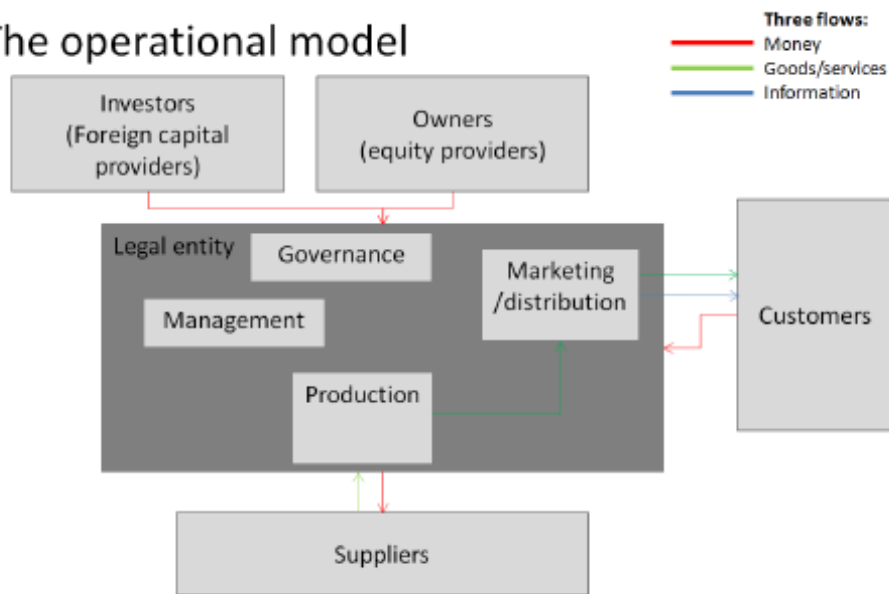 he operational model
Three flows:
Money
Goods/services
Information
Investors
(Foreign capital
providers)
Owners
(equity providers)
Legal entity
Governance
Marketing
/distribution
Management
Customers
Production
Suppliers